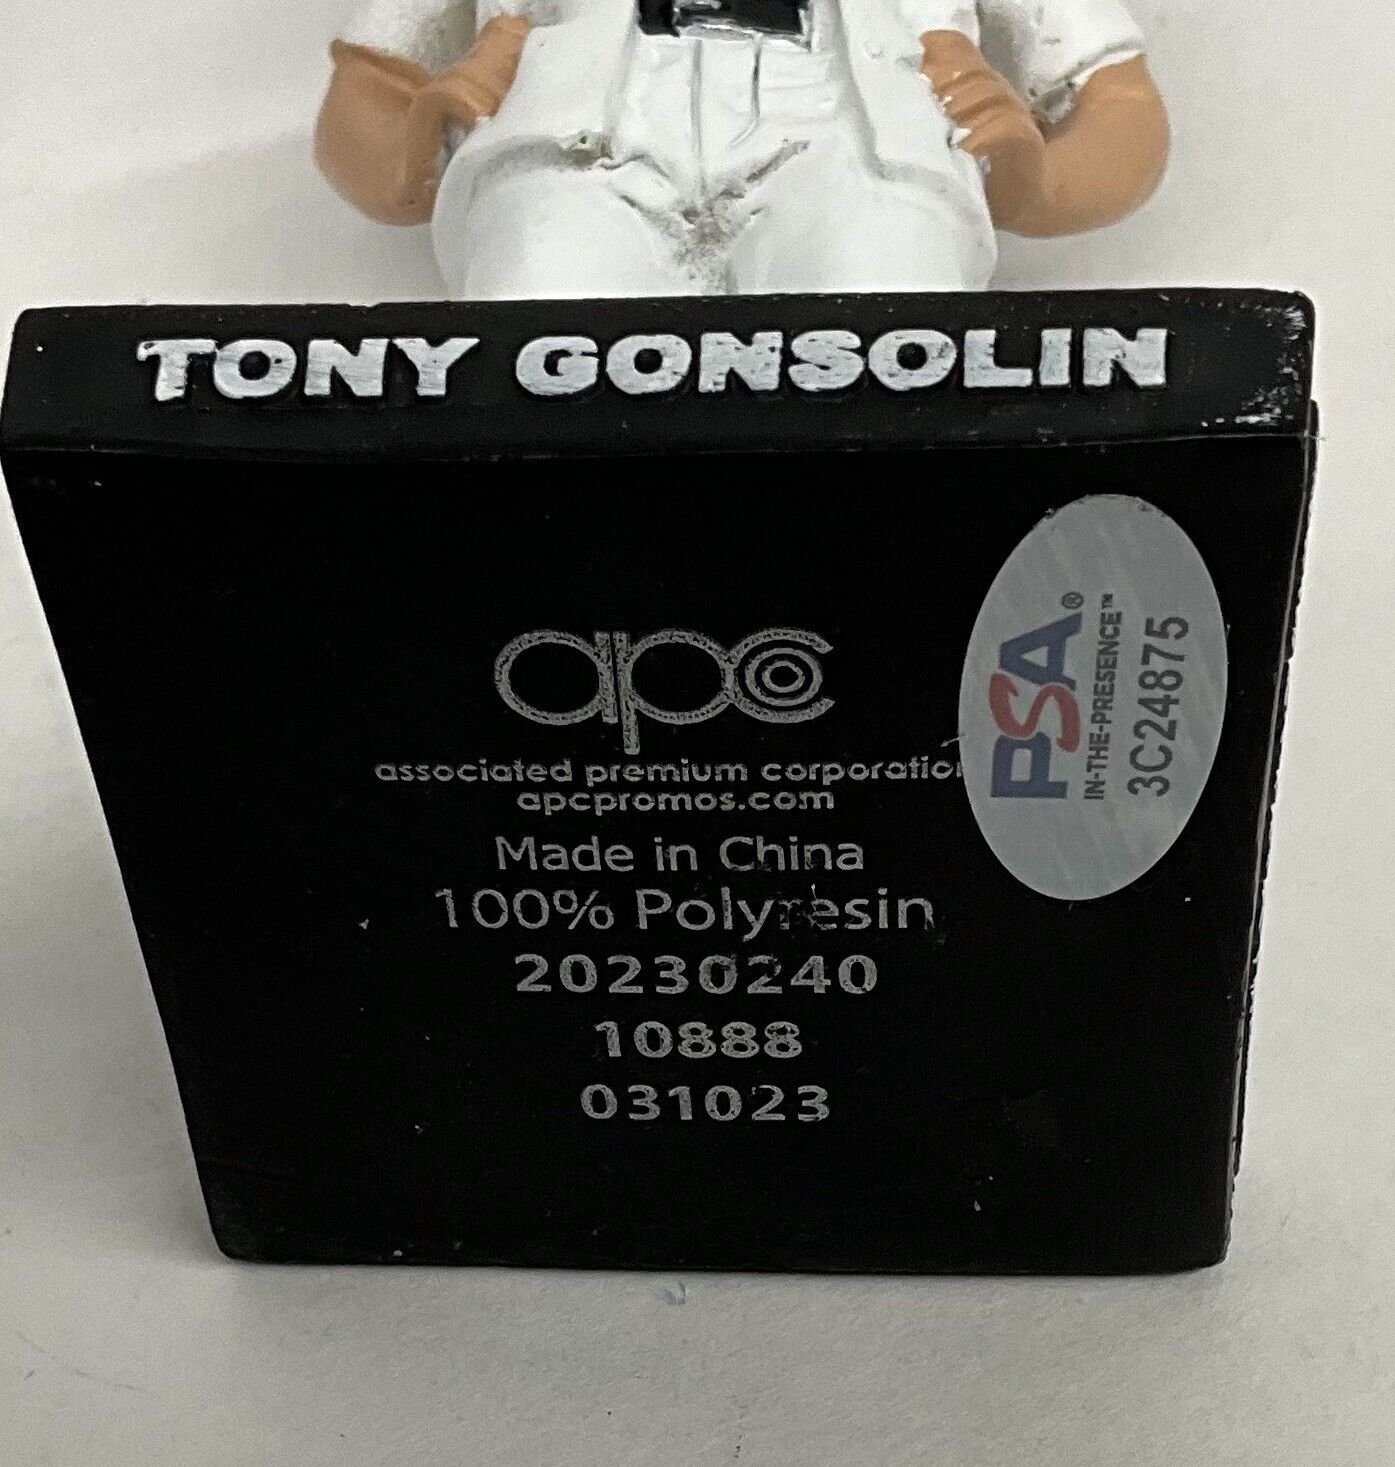 TONY GONSOLIN
apc
associated premium corporation
apcpromos.com
Made in China
100% Polyresin
20230240
10888
031023
PSA®
IN-THE-PRESENCE™
3C24875